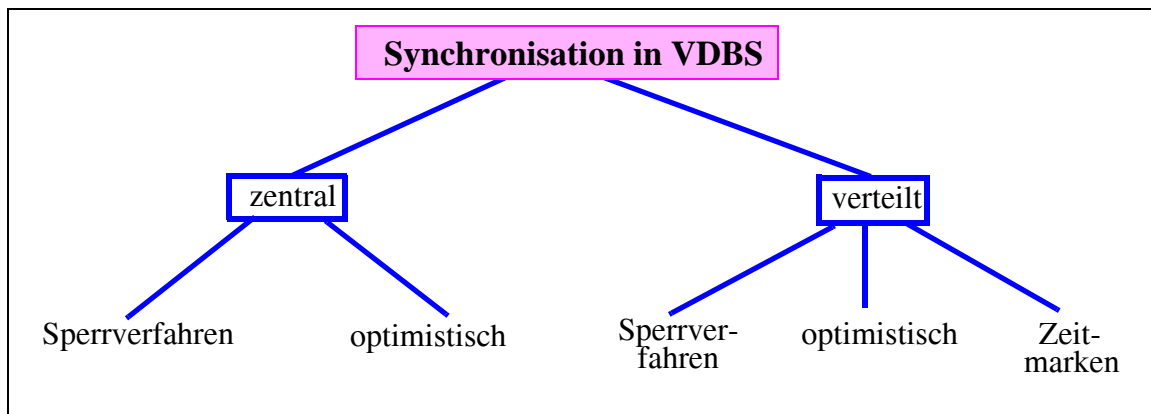 Synchronisation in VDBS
zentral
verteilt
Sperrverfahren
optimistisch
Sperrver-
fahren
optimistisch
Zeit-
marken